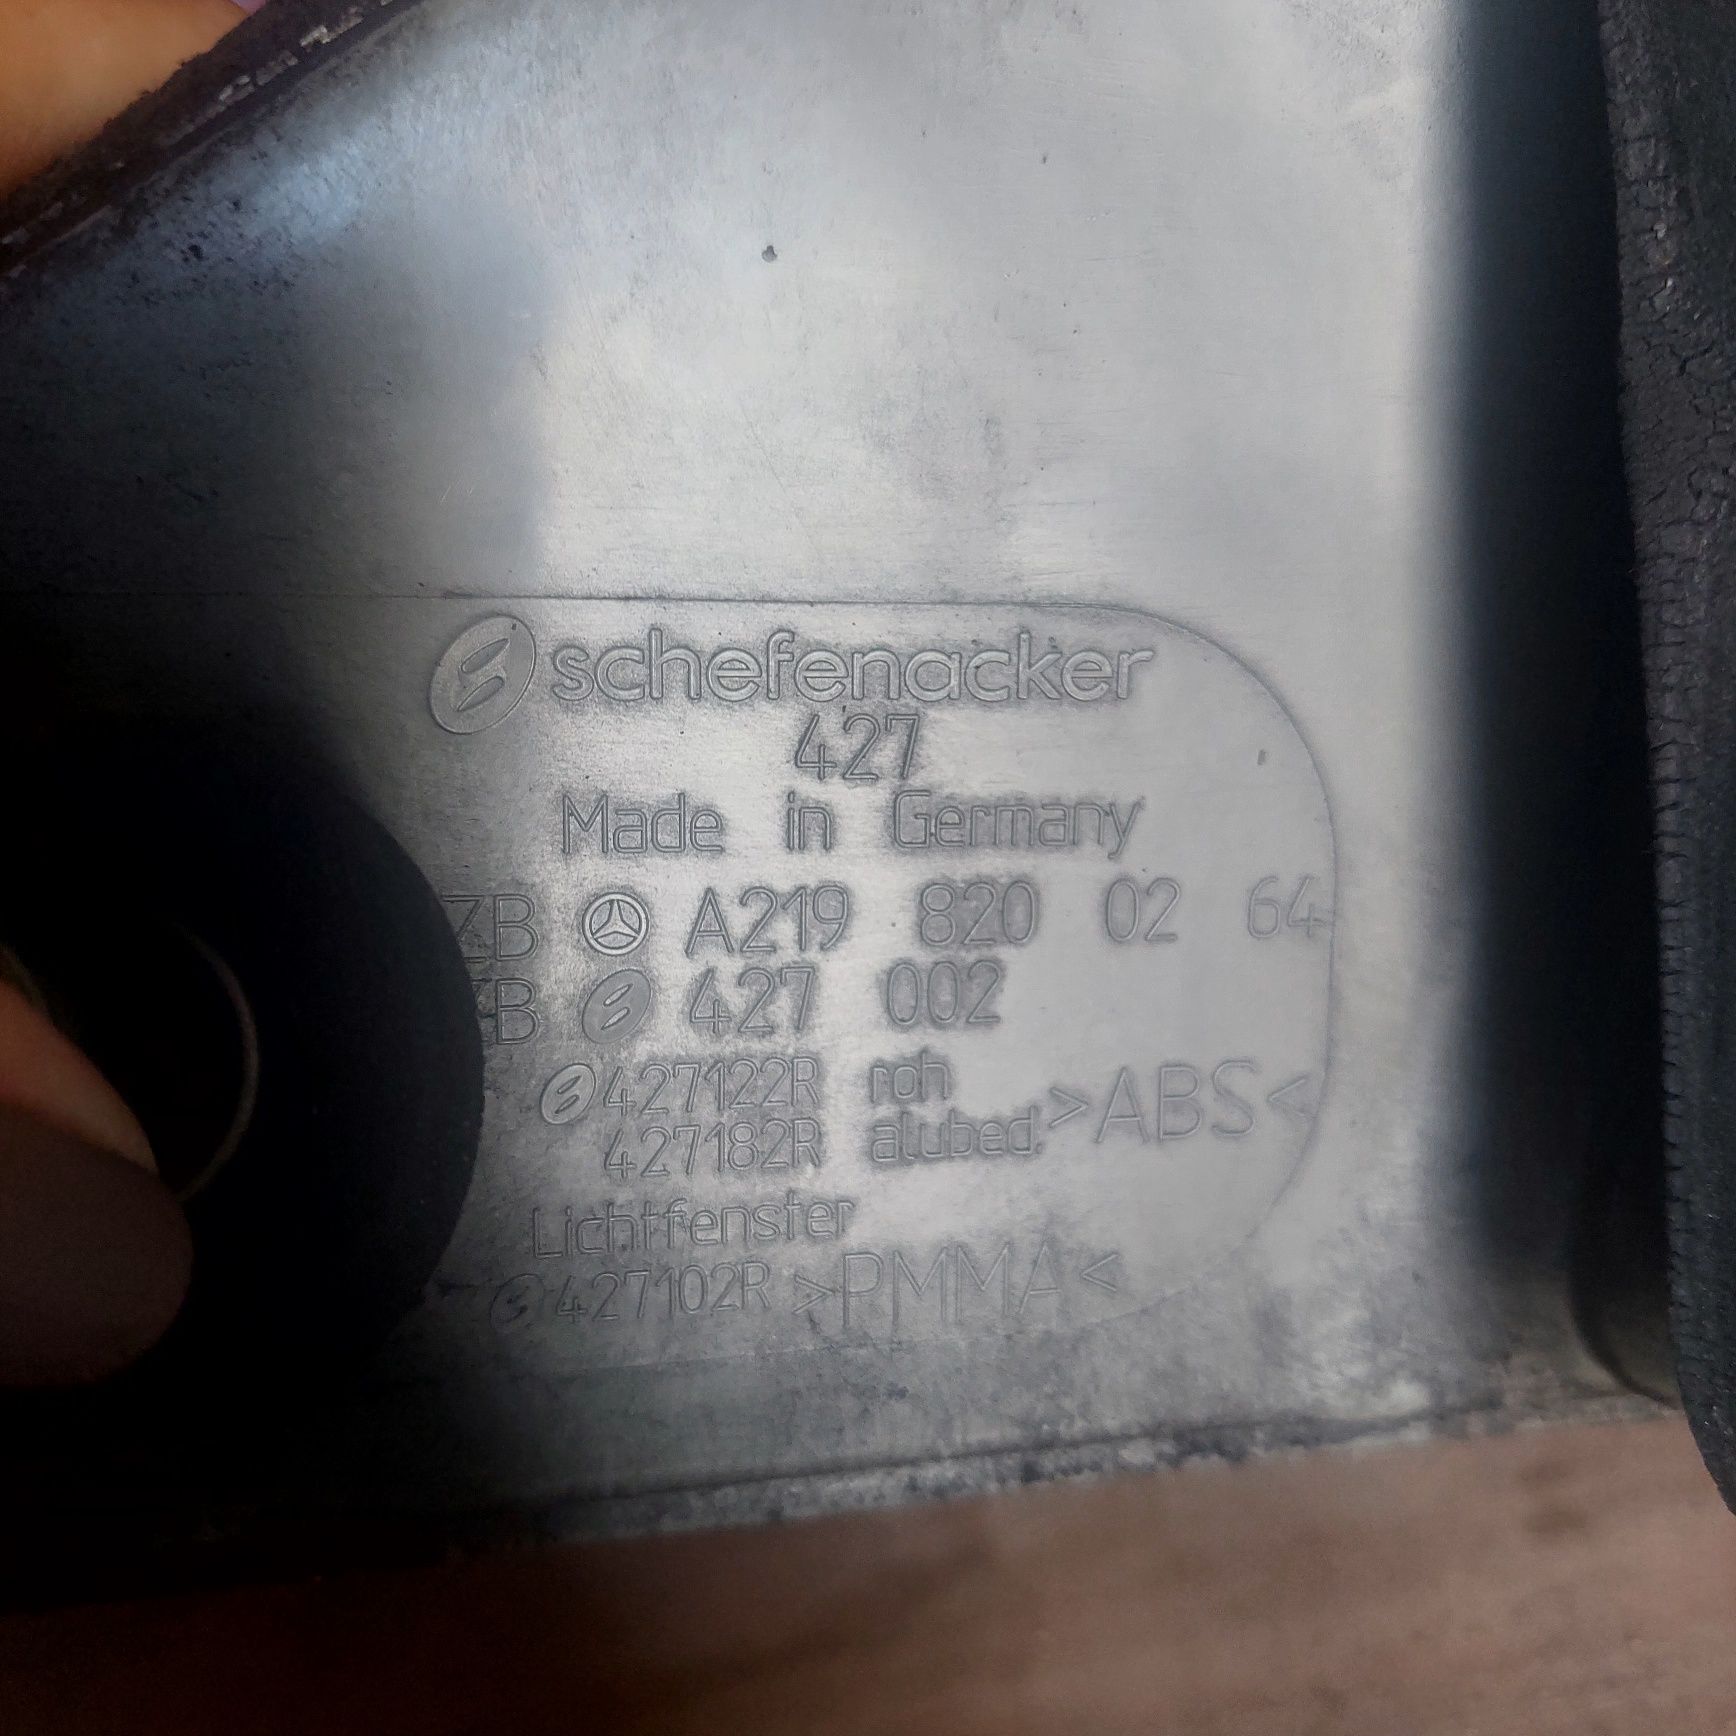 schefenacker
427
Made in Germany
ZB A219 820 02 64
ZB 427 002
427122R roh >ABS<
427182R alubed.
Lichtfenster
427102R >PMMA<